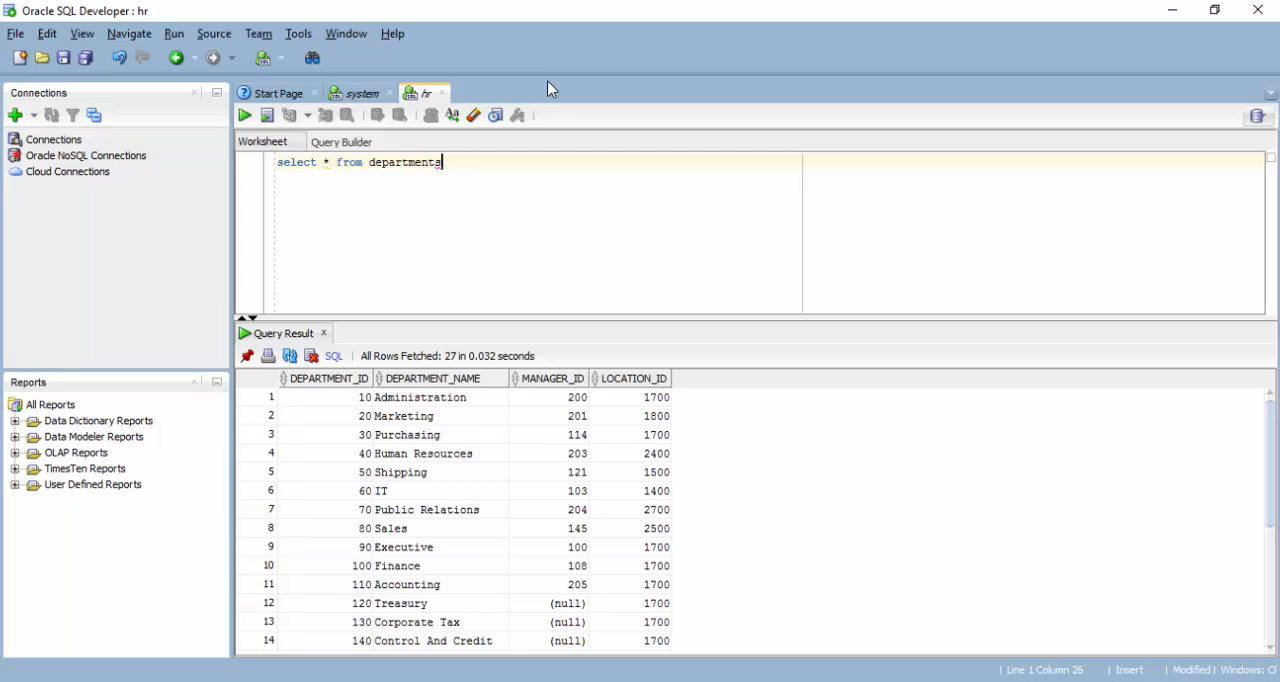 Oracle SQL Developer : hr
File Edit View Navigate Run Source Team Tools Window Help
Connections
Start Page system hr
Connections
Oracle NoSQL Connections
Cloud Connections
Worksheet Query Builder
select * from departments
Query Result
SQL All Rows Fetched: 27 in 0.032 seconds
Reports
All Reports
Data Dictionary Reports
Data Modeler Reports
OLAP Reports
TimesTen Reports
User Defined Reports
DEPARTMENT_ID DEPARTMENT_NAME MANAGER_ID LOCATION_ID
1 10 Administration 200 1700
2 20 Marketing 201 1800
3 30 Purchasing 114 1700
4 40 Human Resources 203 2400
5 50 Shipping 121 1500
6 60 IT 103 1400
7 70 Public Relations 204 2700
8 80 Sales 145 2500
9 90 Executive 100 1700
10 100 Finance 108 1700
11 110 Accounting 205 1700
12 120 Treasury (null) 1700
13 130 Corporate Tax (null) 1700
14 140 Control And Credit (null) 1700
Line 1 Column 26 Insert Modified Windows: